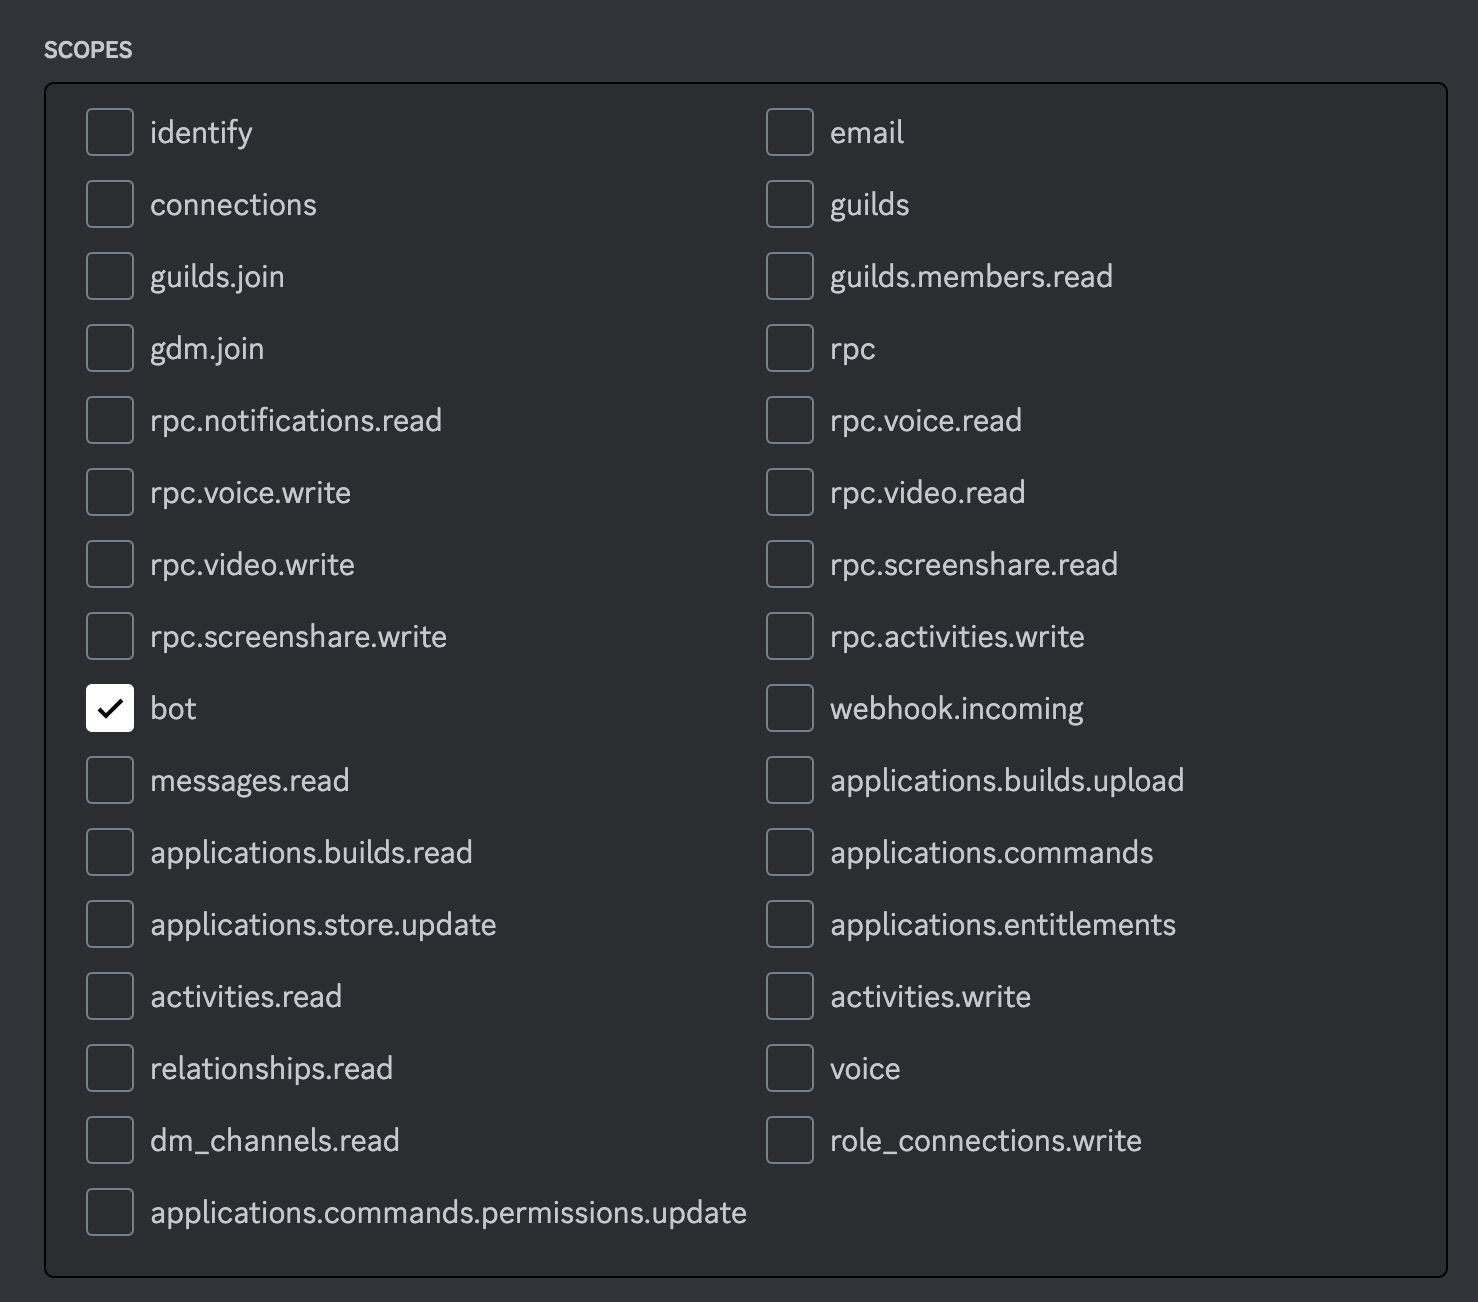 SCOPES
identify
email
connections
guilds
guilds.join
guilds.members.read
gdm.join
rpc
rpc.notifications.read
rpc.voice.read
rpc.voice.write
rpc.video.read
rpc.video.write
rpc.screenshare.read
rpc.screenshare.write
rpc.activities.write
bot
webhook.incoming
messages.read
applications.builds.upload
applications.builds.read
applications.commands
applications.store.update
applications.entitlements
activities.read
activities.write
relationships.read
voice
dm_channels.read
role_connections.write
applications.commands.permissions.update